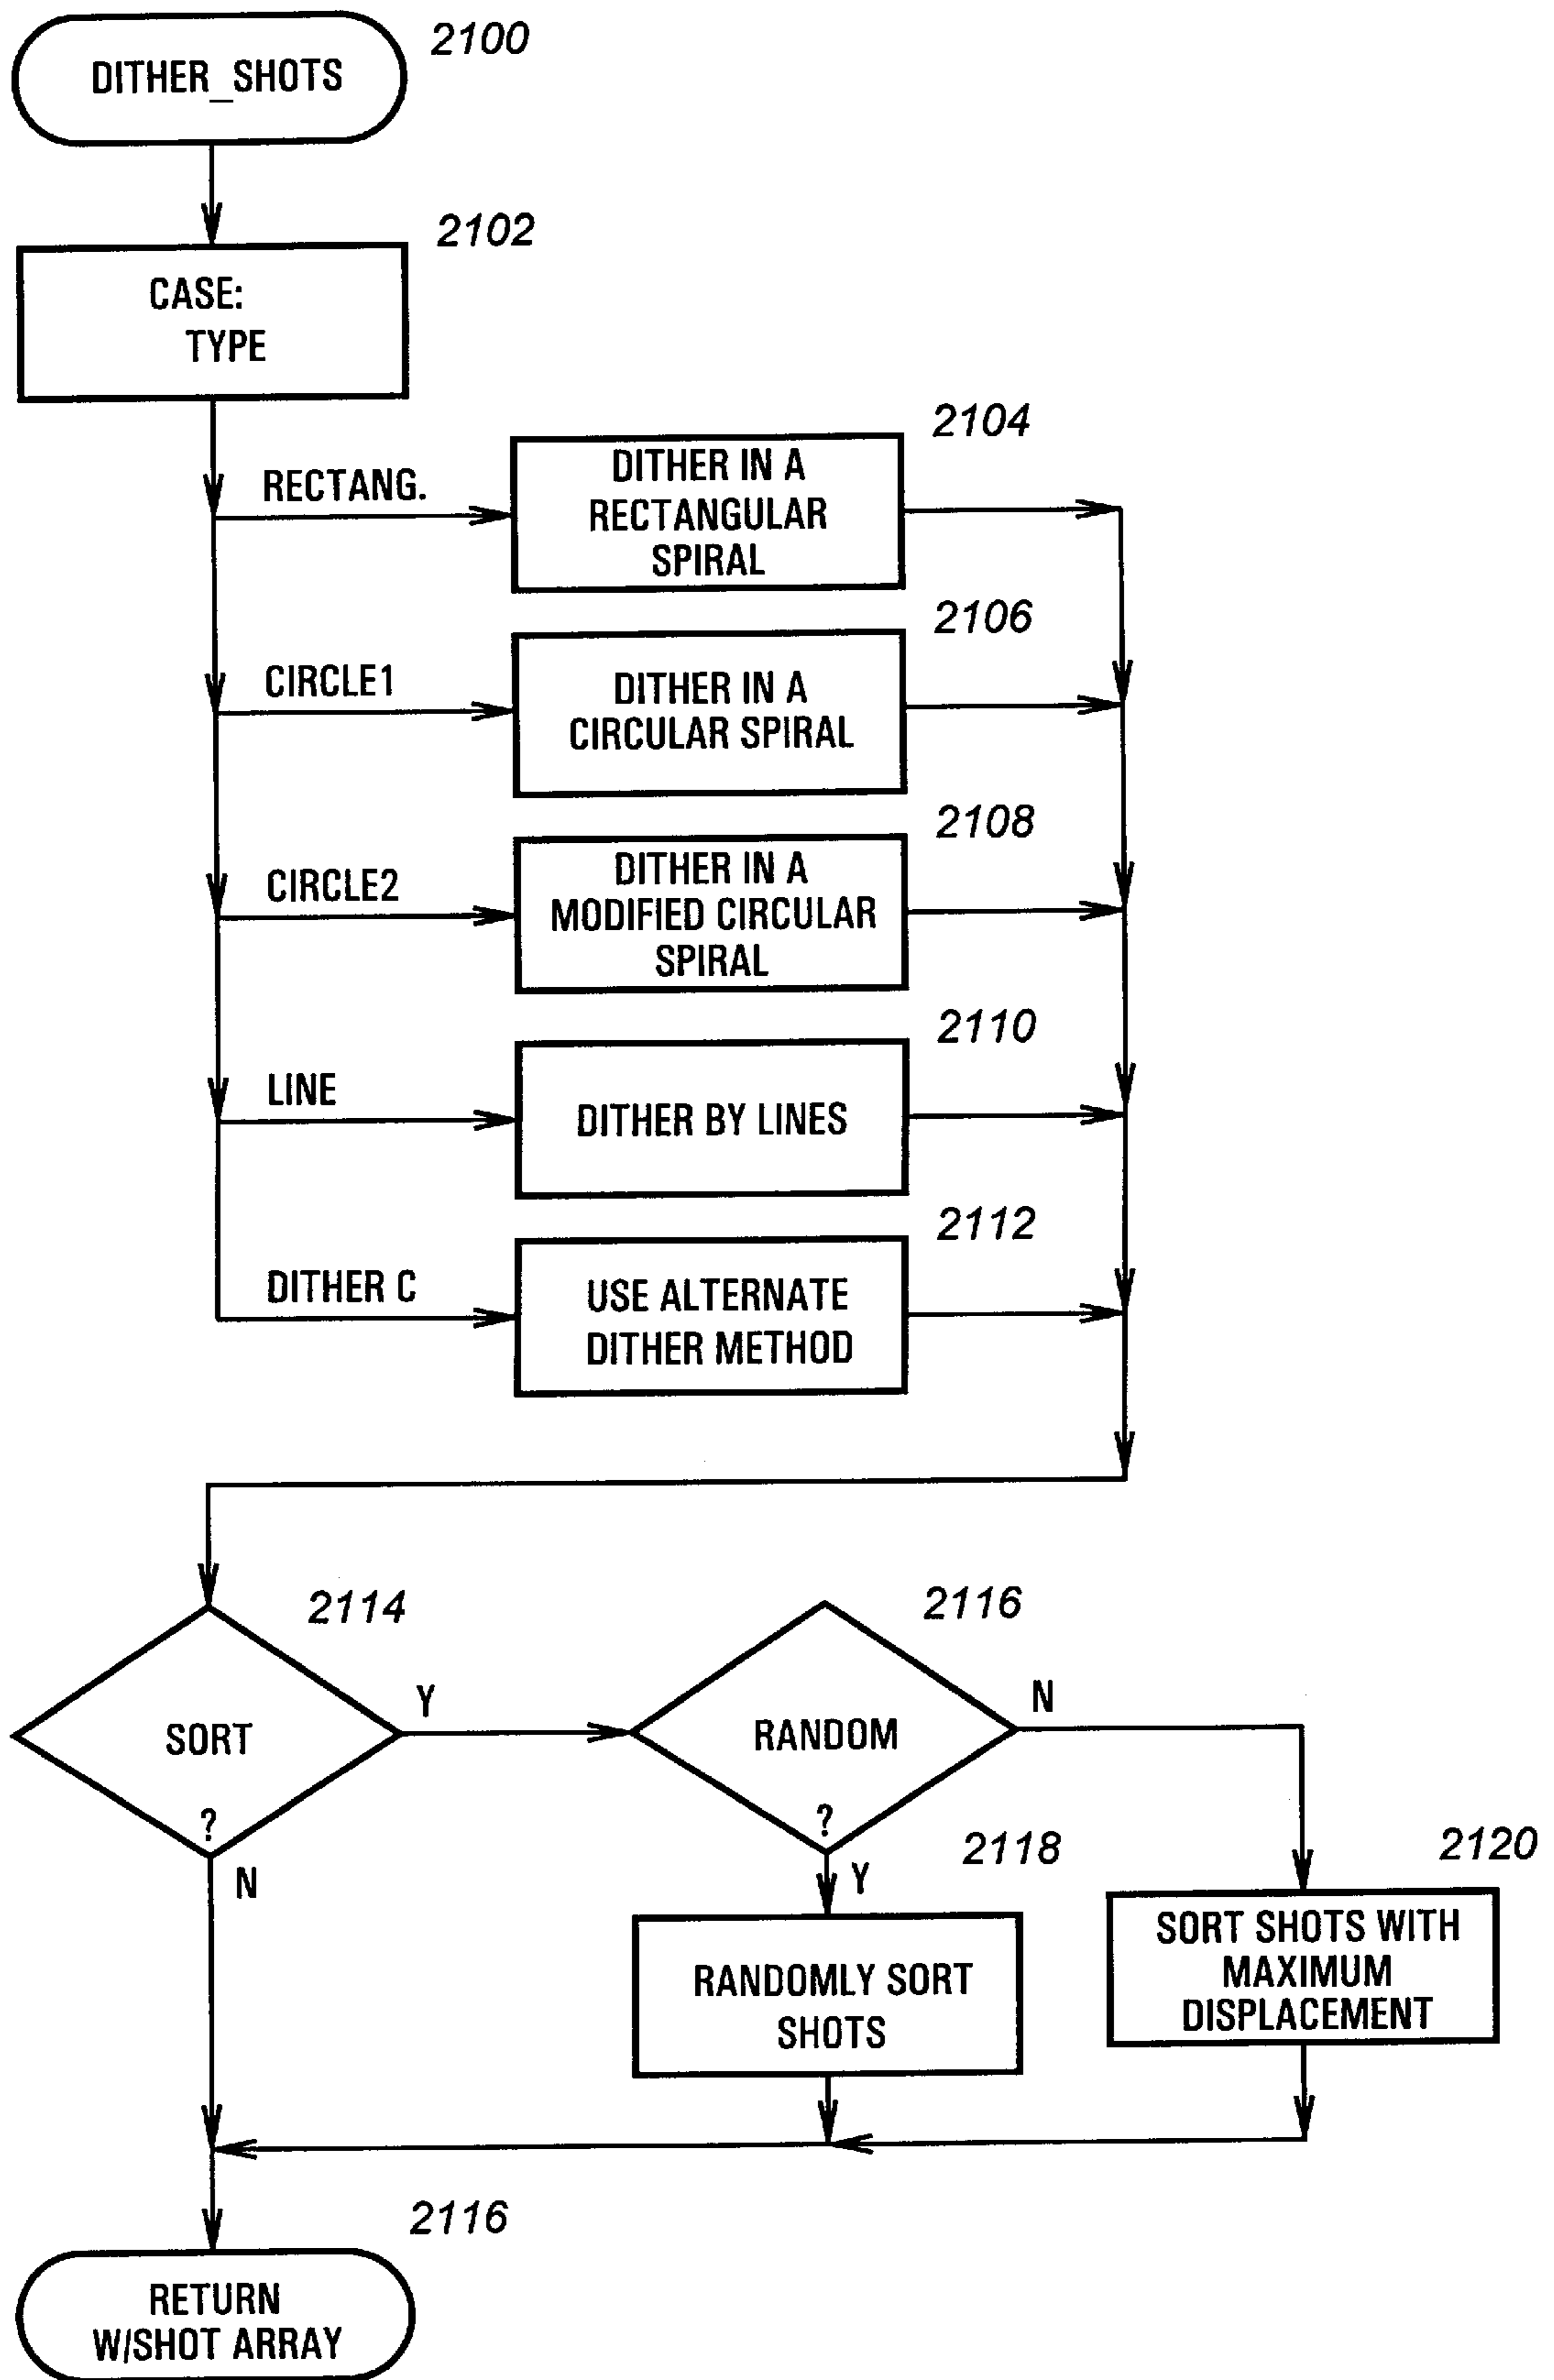 2100
DITHER_SHOTS
2102
CASE:
TYPE
2104
RECTANG.
DITHER IN A
RECTANGULAR
SPIRAL
2106
CIRCLE1
DITHER IN A
CIRCULAR SPIRAL
2108
CIRCLE2
DITHER IN A
MODIFIED CIRCULAR
SPIRAL
2110
LINE
DITHER BY LINES
2112
DITHER C
USE ALTERNATE
DITHER METHOD
2114
SORT
?
Y
N
2116
RANDOM
?
N
Y
2118
RANDOMLY SORT
SHOTS
2120
SORT SHOTS WITH
MAXIMUM
DISPLACEMENT
2116
RETURN
W/SHOT ARRAY